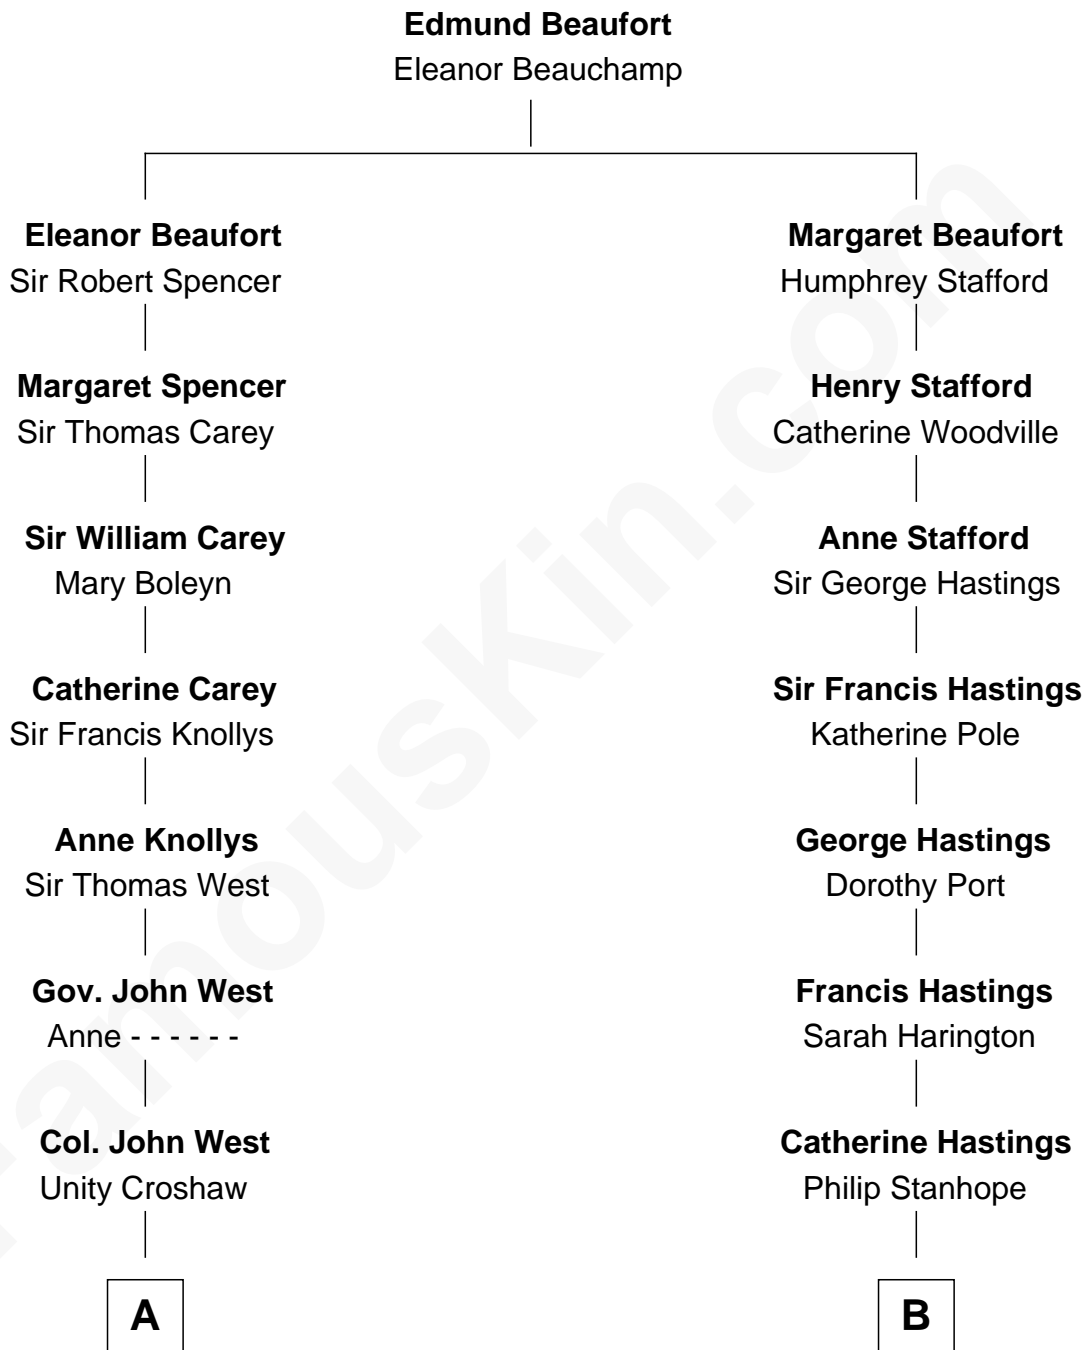 Edmund Beaufort
Eleanor Beauchamp
Eleanor Beaufort
Sir Robert Spencer
Margaret Beaufort
Humphrey Stafford
Margaret Spencer
Sir Thomas Carey
Henry Stafford
Catherine Woodville
Sir William Carey
Mary Boleyn
Anne Stafford
Sir George Hastings
Catherine Carey
Sir Francis Knollys
Sir Francis Hastings
Katherine Pole
Anne Knollys
Sir Thomas West
George Hastings
Dorothy Port
Gov. John West
Anne - - - - - -
Francis Hastings
Sarah Harington
Col. John West
Unity Croshaw
Catherine Hastings
Philip Stanhope
A
B
FamousKin.com